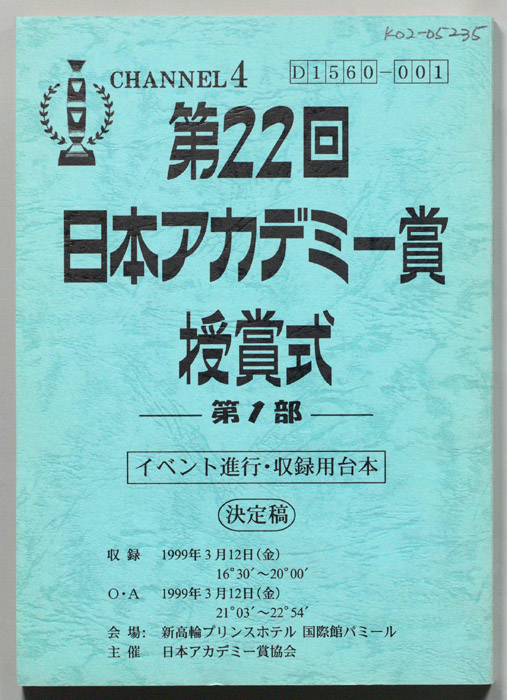 K02-05235
CHANNEL4
D1560-001
第22回
日本アカデミー賞
授賞式
第1部
イベント進行・収録用台本
決定稿
収 録 1999年3月12日(金)
16°30′～20°00′
O・A 1999年3月12日(金)
21°03′～22°54′
会 場: 新高輪プリンスホテル 国際館パミール
主 催 日本アカデミー賞協会